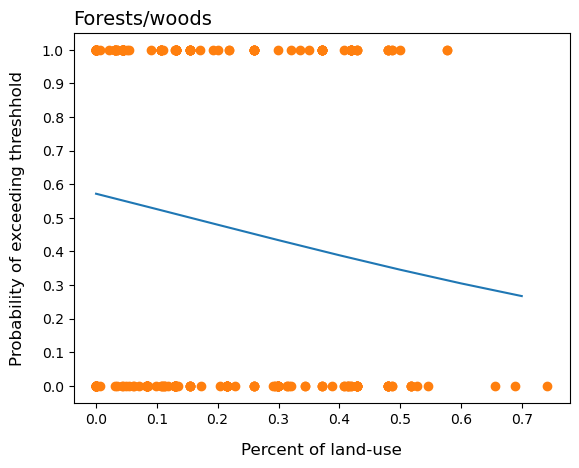 Forests/woods
1.0
0.9
0.8
0.7
0.6
0.5
0.4
0.3
0.2
0.1
0.0
Probability of exceeding threshhold
0.0 0.1 0.2 0.3 0.4 0.5 0.6 0.7
Percent of land-use